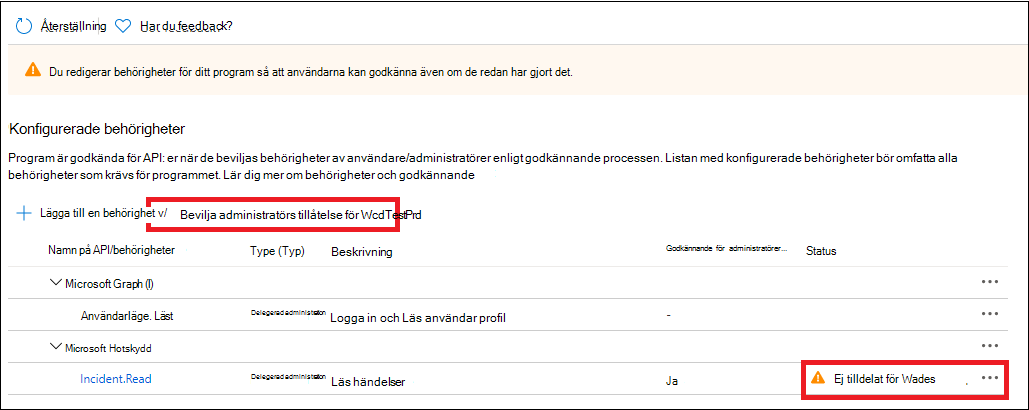 Återställning Har du feedback?
Du redigerar behörigheter för ditt program så att användarna kan godkänna även om de redan har gjort det.
Konfigurerade behörigheter
Program är godkända för API: er när de beviljas behörigheter av användare/administratörer enligt godkännande processen. Listan med konfigurerade behörigheter bör omfatta alla
behörigheter som krävs för programmet. Lär dig mer om behörigheter och godkännande
Lägga till en behörighet v/ Bevilja administratörs tillåtelse för WcdTestPrd
Namn på API/behörigheter Type (Typ) Beskrivning Godkännande för administratörer... Status
Microsoft Graph (I)
Användarläge. Läst Delegerad administration Logga in och Läs användar profil -
Microsoft Hotskydd
Incident.Read Delegerad administration Läs händelser Ja Ej tilldelat för Wades